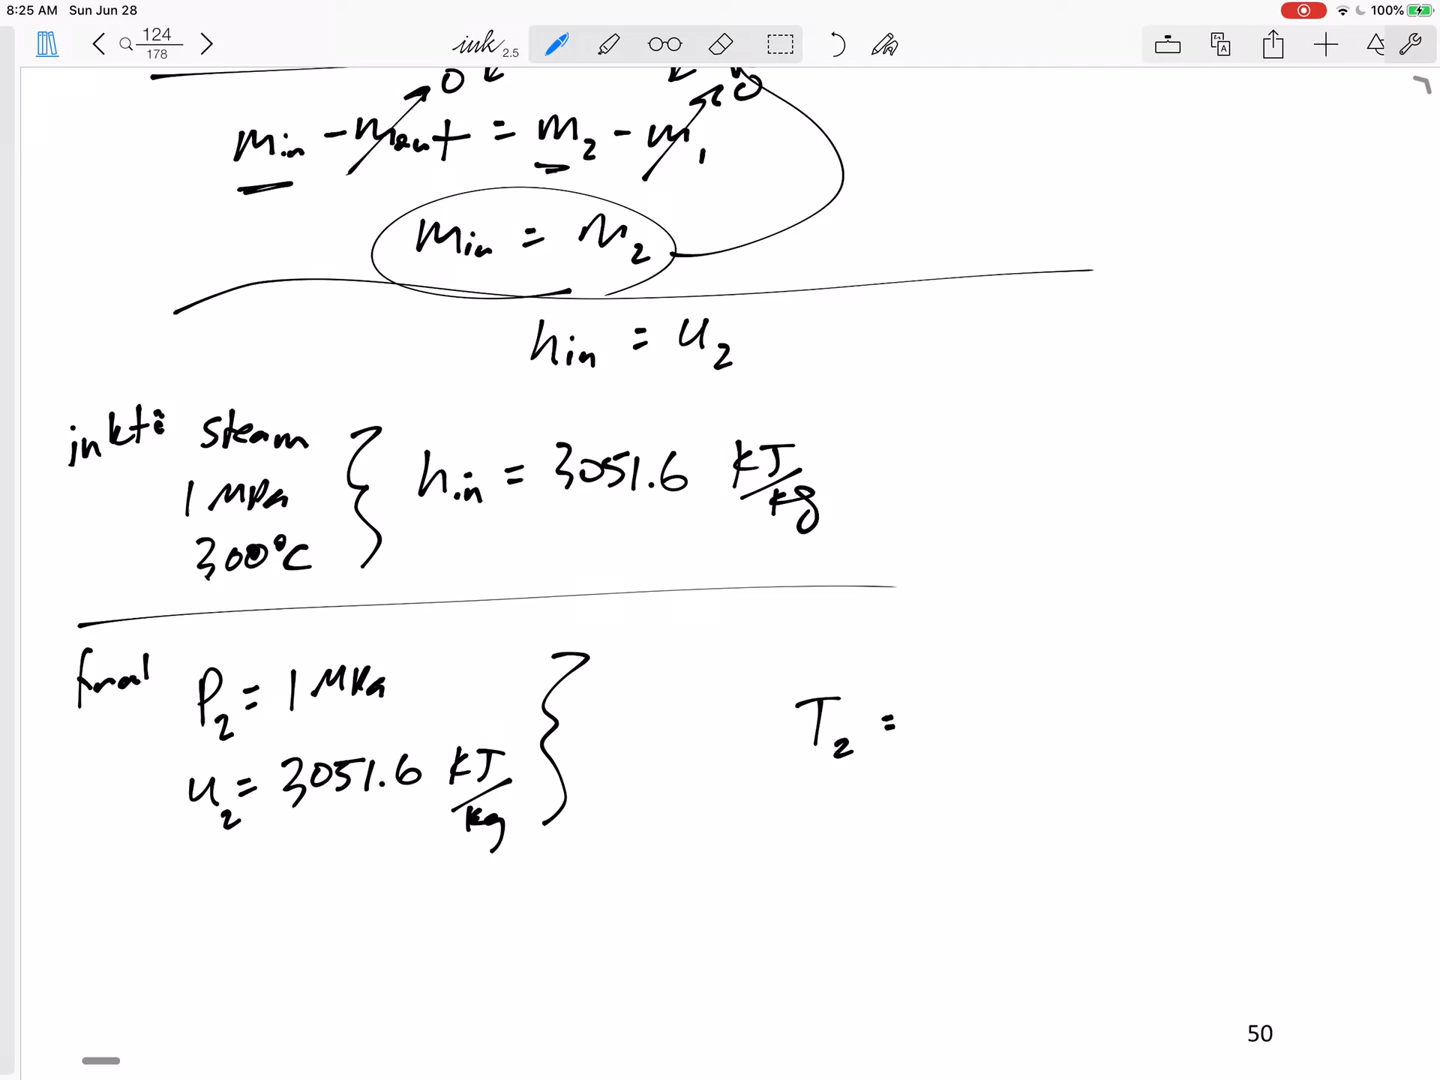 8:25 AM Sun Jun 28
100%
124
178
ink 2.5
0
0
min - mout = m2 - m1
min = m2
hin = u2
steam
1 MPa
300°C
hin = 3051.6 kJ/kg
final
P2 = 1 MPa
u2 = 3051.6 kJ/kg
T2 =
50